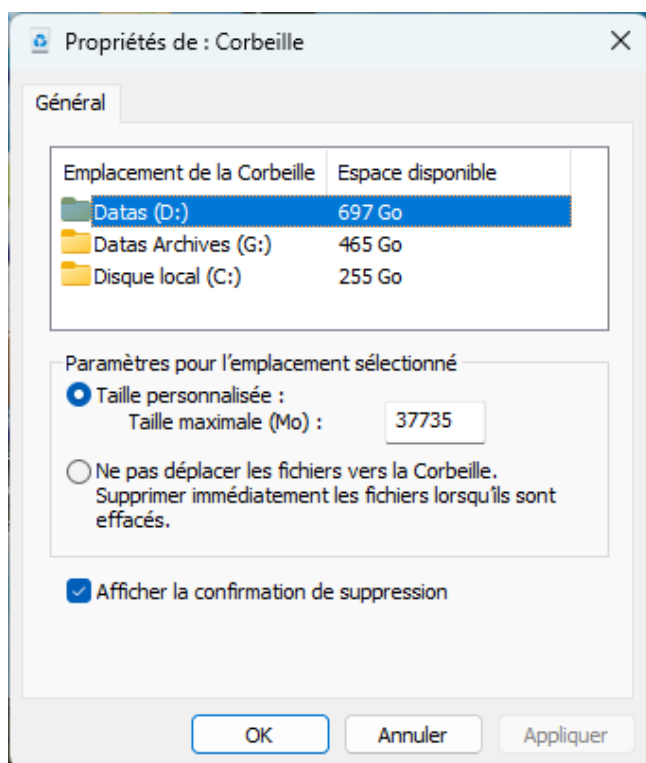 Propriétés de : Corbeille
Général
Emplacement de la Corbeille Espace disponible
Datas (D:) 697 Go
Datas Archives (G:) 465 Go
Disque local (C:) 255 Go
Paramètres pour l'emplacement sélectionné
Taille personnalisée :
Taille maximale (Mo) : 37735
Ne pas déplacer les fichiers vers la Corbeille.
Supprimer immédiatement les fichiers lorsqu'ils sont
effacés.
Afficher la confirmation de suppression
OK Annuler Appliquer